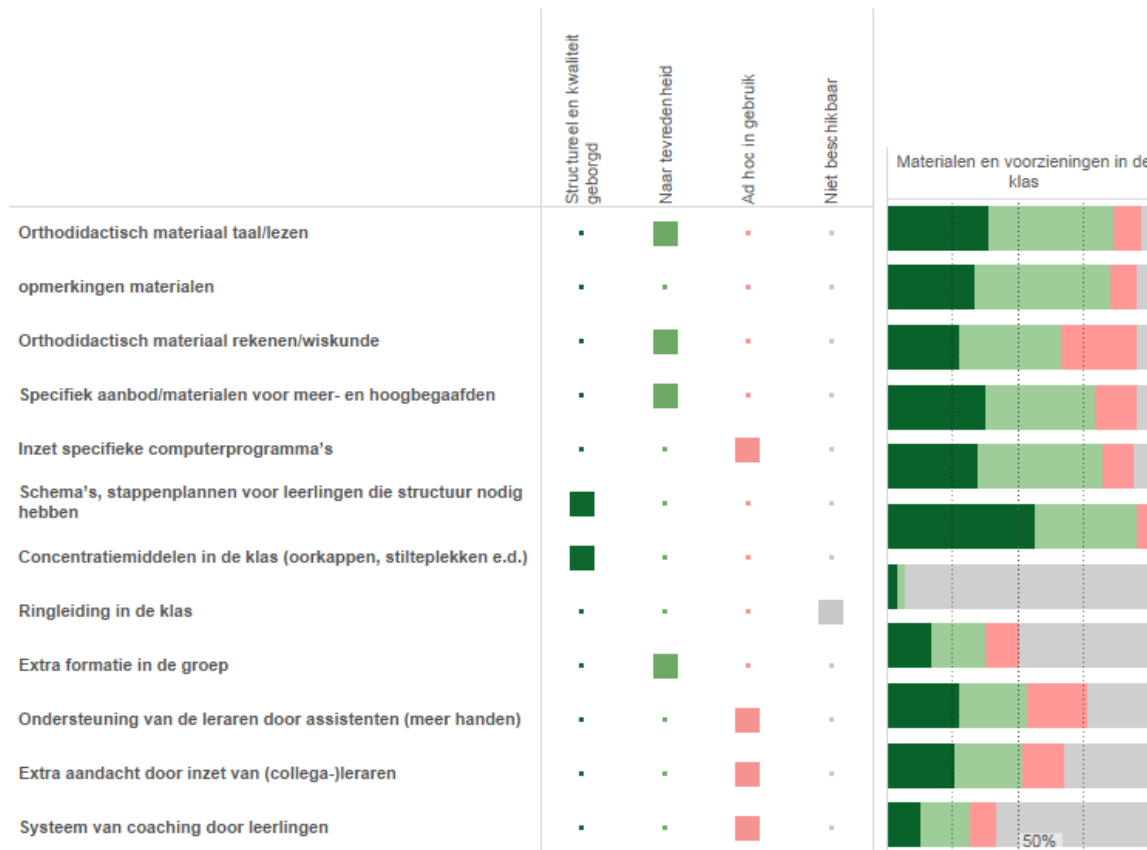 Structureel en kwaliteit
geborgd
Naar tevredenheid
Ad hoc in gebruik
Niet beschikbaar
Materialen en voorzieningen in de
klas
Orthodidactisch materiaal taal/lezen
opmerkingen materialen
Orthodidactisch materiaal rekenen/wiskunde
Specifiek aanbod/materialen voor meer- en hoogbegaafden
Inzet specifieke computerprogramma's
Schema's, stappenplannen voor leerlingen die structuur nodig
hebben
Concentratiemiddelen in de klas (oorkappen, stilteplekken e.d.)
Ringleiding in de klas
Extra formatie in de groep
Ondersteuning van de leraren door assistenten (meer handen)
Extra aandacht door inzet van (collega-)leraren
Systeem van coaching door leerlingen
50%